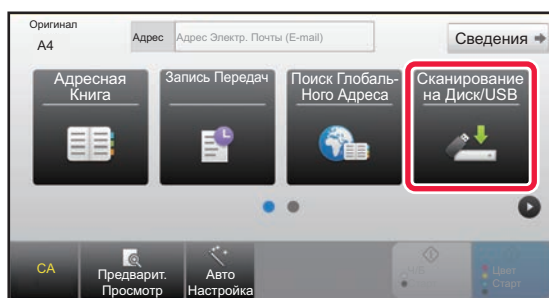 Оригинал
A4
Адрес
Адрес Электр. Почты (E-mail)
Сведения
Адресная
Книга
Запись Передач
Поиск Глобаль-
Ного Адреса
Сканирование
на Диск/USB
CA
Предварит.
Просмотр
Авто
Настройка
Ч/Б
Старт
Цвет
Старт